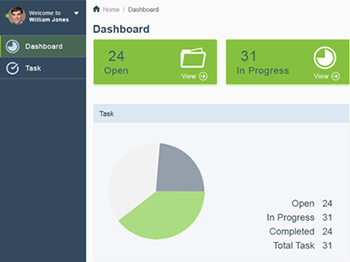 Welcome to
William Jones
Dashboard
Task
Home / Dashboard
Dashboard
24
Open
View
31
In Progress
View
Task
Open 24
In Progress 31
Completed 24
Total Task 31